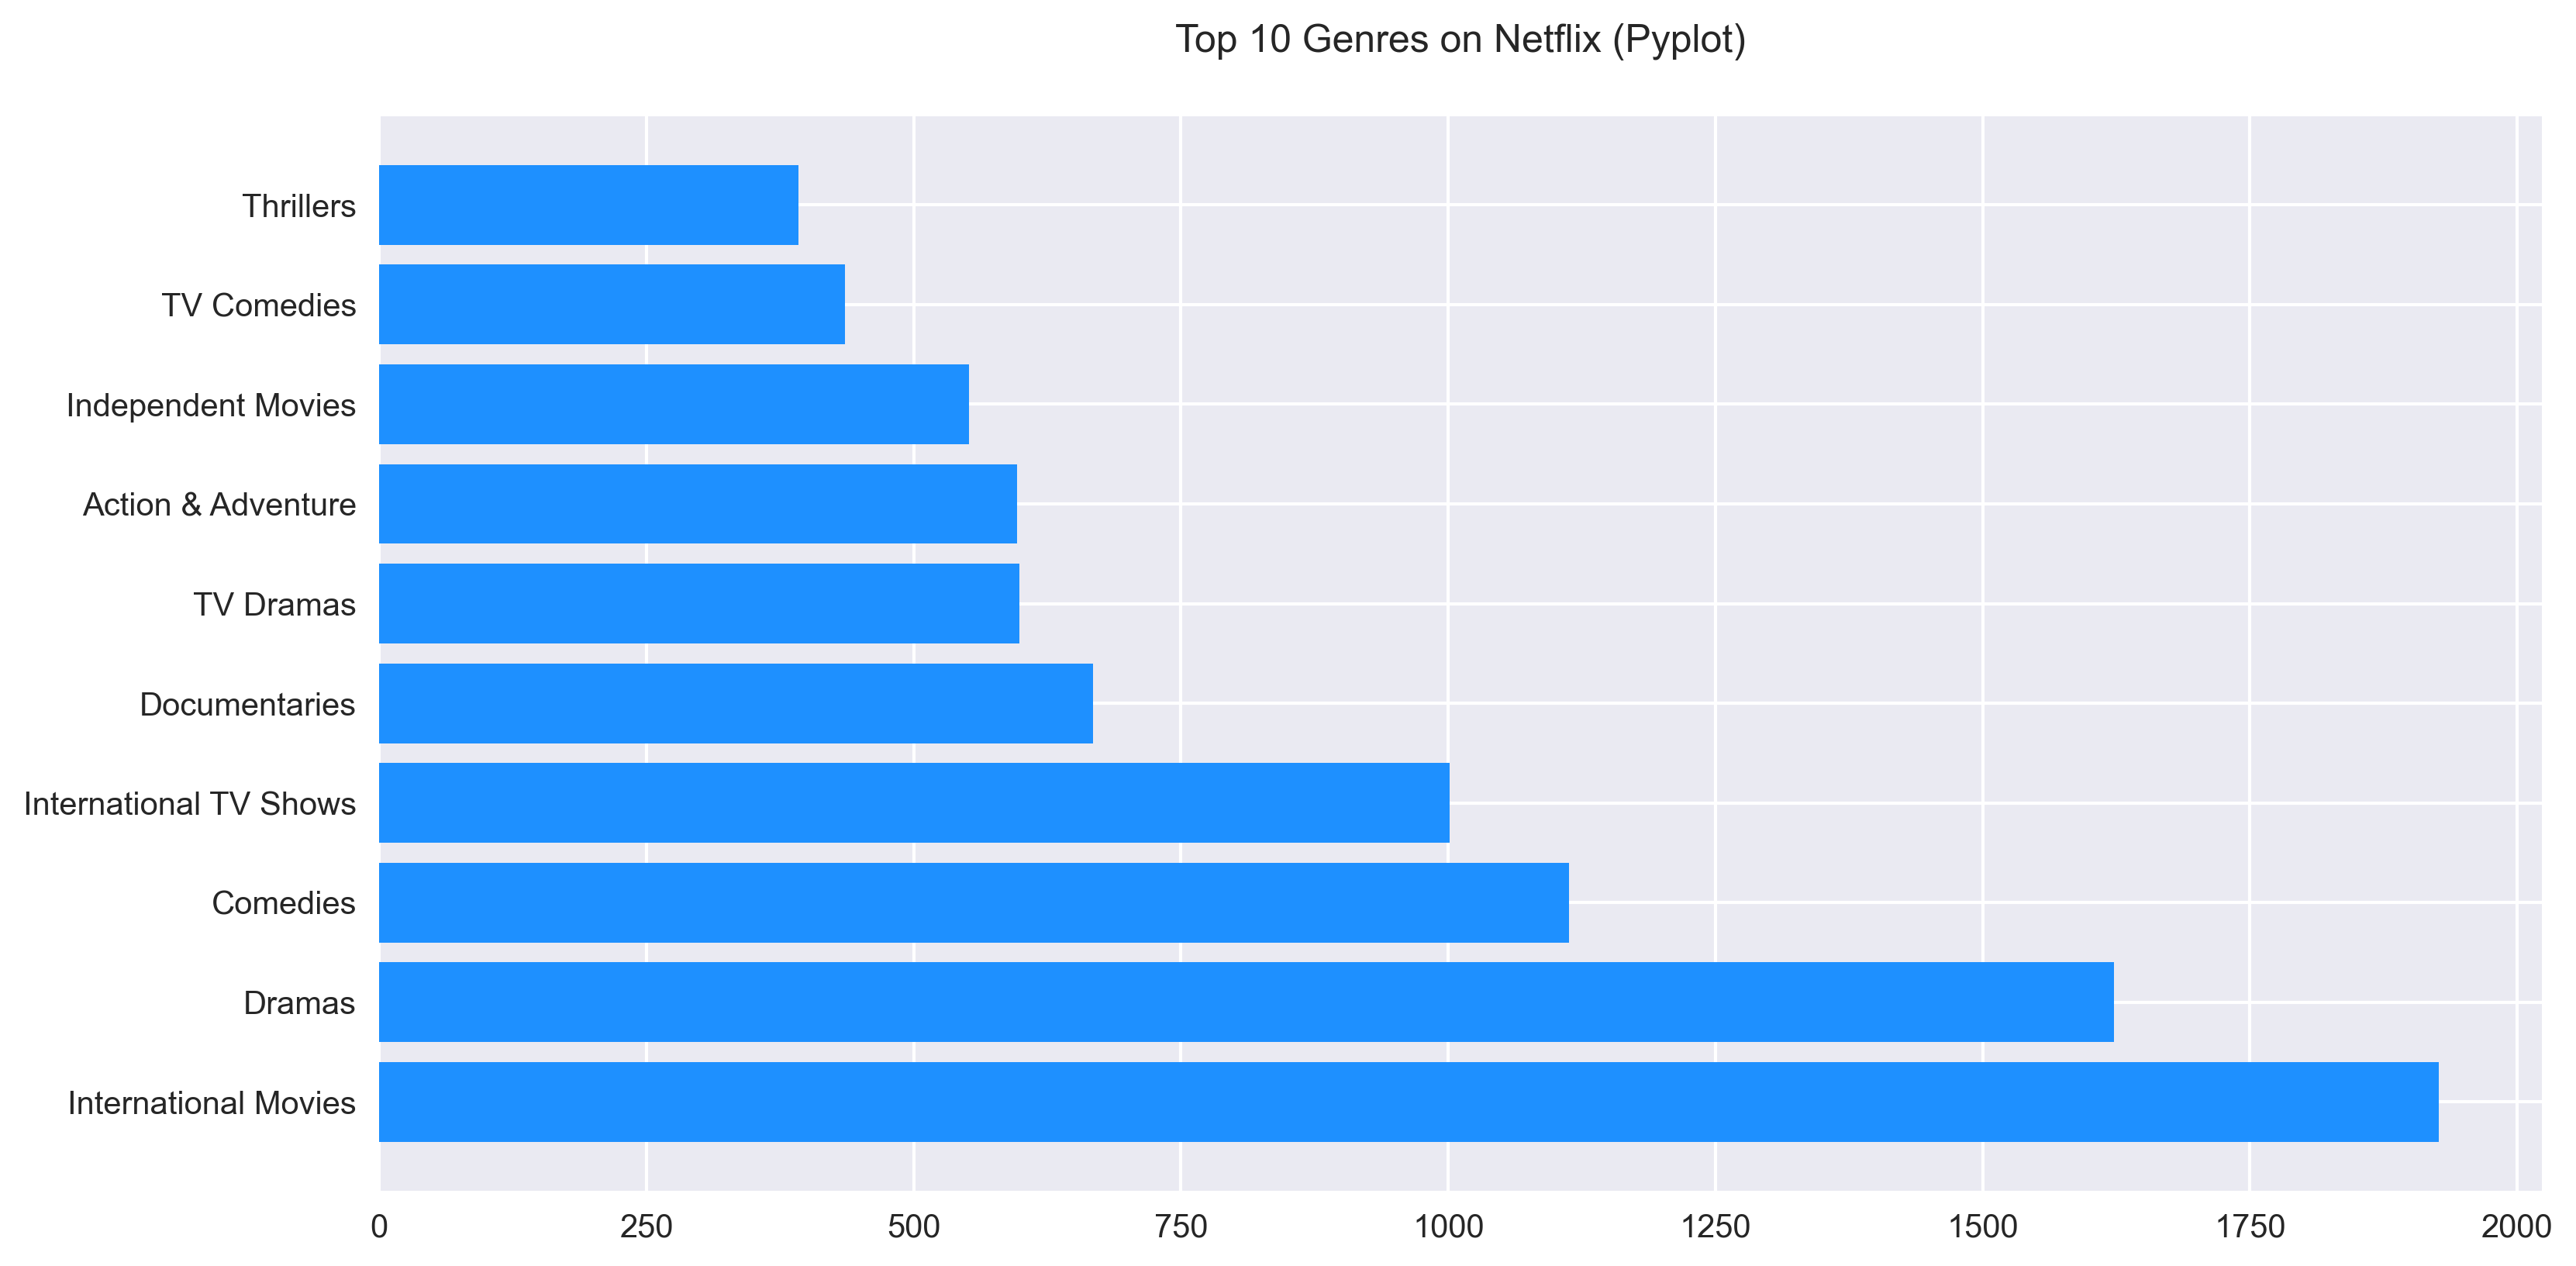 Top 10 Genres on Netflix (Pyplot)
Thrillers
TV Comedies
Independent Movies
Action & Adventure
TV Dramas
Documentaries
International TV Shows
Comedies
Dramas
International Movies
0 250 500 750 1000 1250 1500 1750 2000